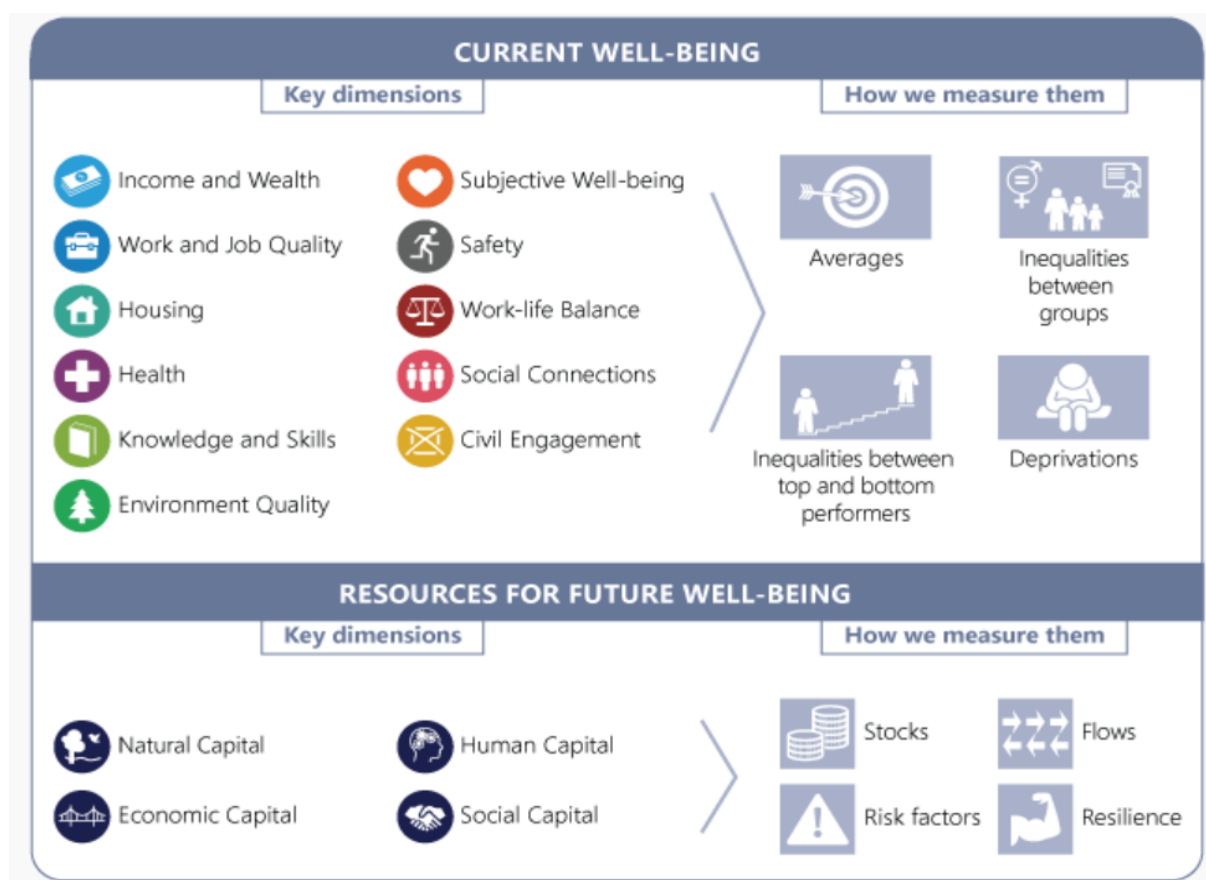 CURRENT WELL-BEING
Key dimensions
How we measure them
Income and Wealth
Work and Job Quality
Housing
Health
Knowledge and Skills
Environment Quality
Subjective Well-being
Safety
Work-life Balance
Social Connections
Civil Engagement
Averages
Inequalities
between
groups
Inequalities between
top and bottom
performers
Deprivations
RESOURCES FOR FUTURE WELL-BEING
Key dimensions
How we measure them
Natural Capital
Economic Capital
Human Capital
Social Capital
Stocks
Flows
Risk factors
Resilience